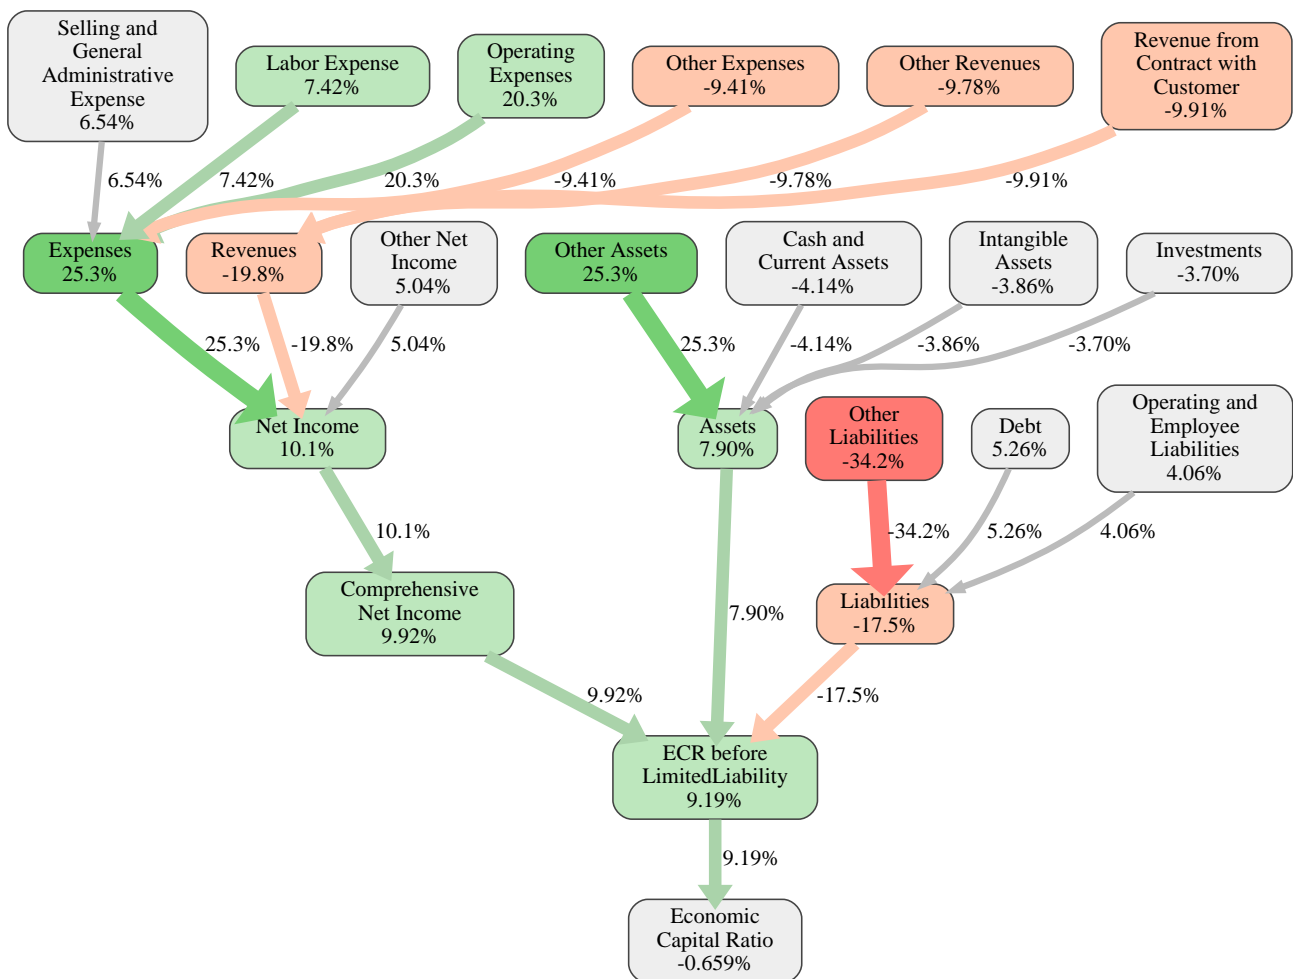 Selling and
General
Administrative
Expense
6.54%
Labor Expense
7.42%
Operating
Expenses
20.3%
Other Expenses
-9.41%
Other Revenues
-9.78%
Revenue from
Contract with
Customer
-9.91%
6.54%
7.42%
20.3%
-9.41%
-9.78%
-9.91%
Expenses
25.3%
Revenues
-19.8%
Other Net
Income
5.04%
Other Assets
25.3%
Cash and
Current Assets
-4.14%
Intangible
Assets
-3.86%
Investments
-3.70%
25.3%
-19.8%
5.04%
25.3%
-4.14%
-3.86%
-3.70%
Net Income
10.1%
Assets
7.90%
Other
Liabilities
-34.2%
Debt
5.26%
Operating and
Employee
Liabilities
4.06%
10.1%
-34.2%
5.26%
4.06%
Comprehensive
Net Income
9.92%
7.90%
Liabilities
-17.5%
9.92%
-17.5%
ECR before
LimitedLiability
9.19%
9.19%
Economic
Capital Ratio
-0.659%